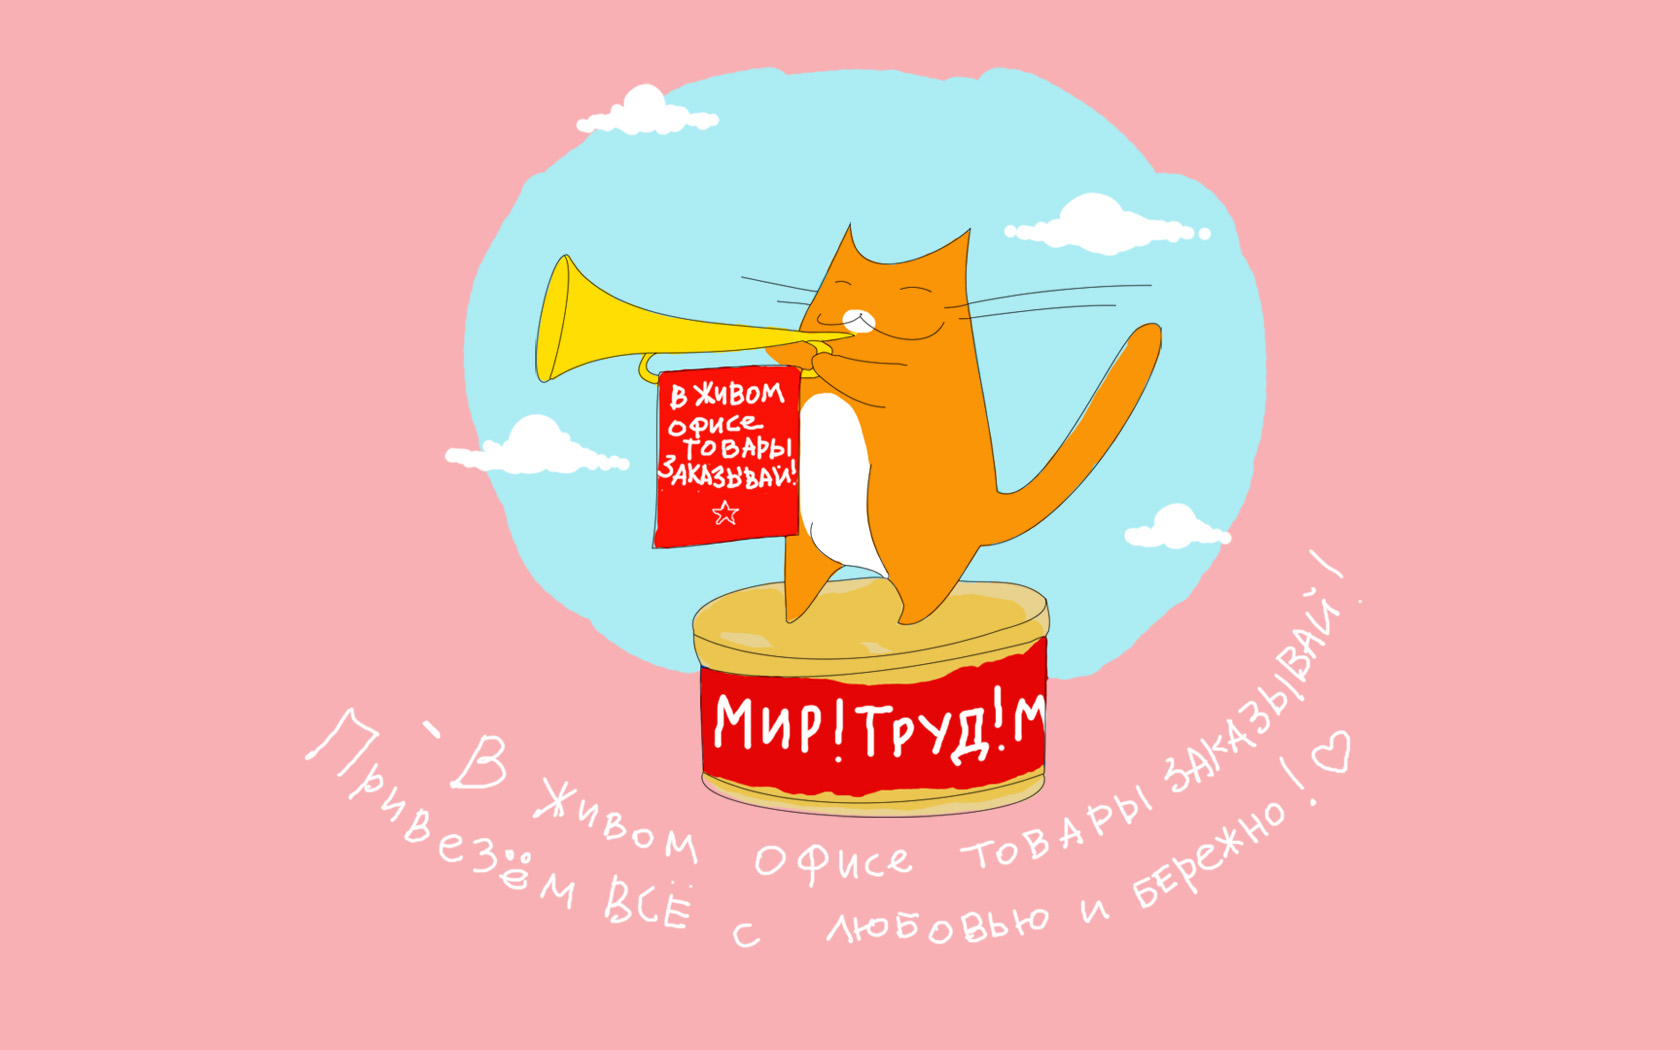 В ЖИВОМ
ОФИСЕ
ТОВАРЫ
ЗАКАЗЫВАЙ!
МИР! ТРУД! М
- В ЖИВОМ ОФИСЕ ТОВАРЫ ЗАКАЗЫВАЙ!
ПРИВЕЗЁМ ВСЁ С ЛЮБОВЬЮ И БЕРЕЖНО!